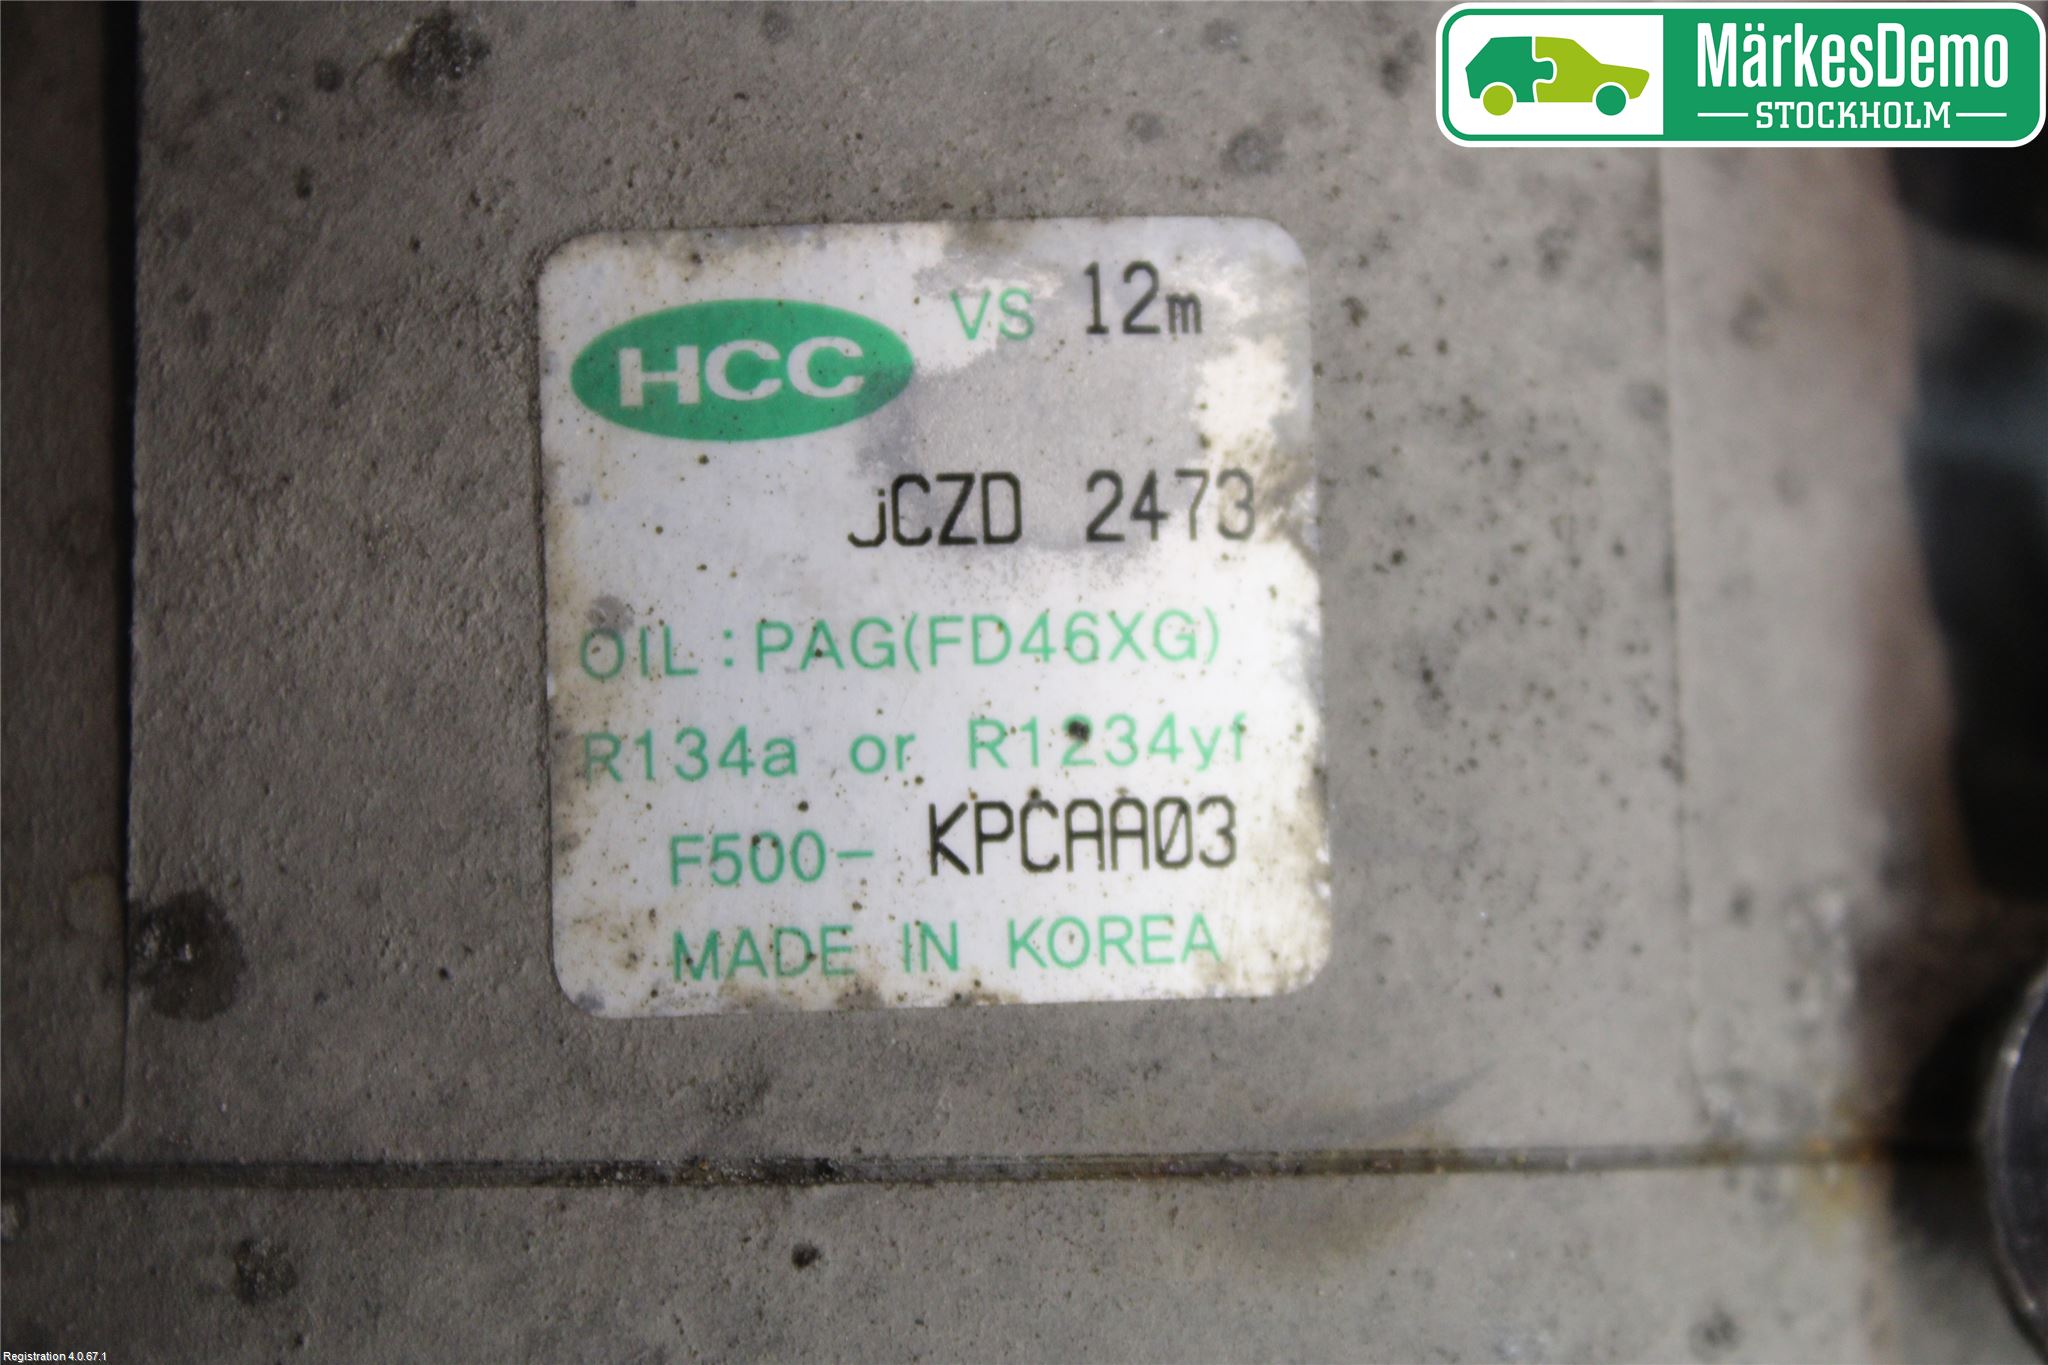 MärkesDemo
STOCKHOLM
HCC
VS 12m
jCZD 2473
OIL : PAG(FD46XG)
R134a or R1234yf
F500- KPCAA03
MADE IN KOREA
Registration 4.0.67.1